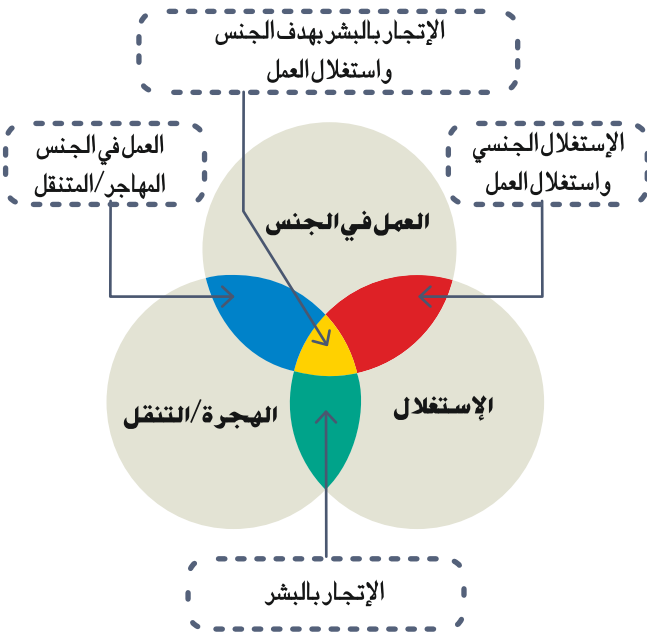 الإتجار بالبشر بهدف الجنس
واستغلال العمل
الإستغلال الجنسي
واستغلال العمل
العمل في الجنس
المهاجر/المتنقل
العمل في الجنس
الإستغلال
الهجرة/التنقل
الإتجار بالبشر